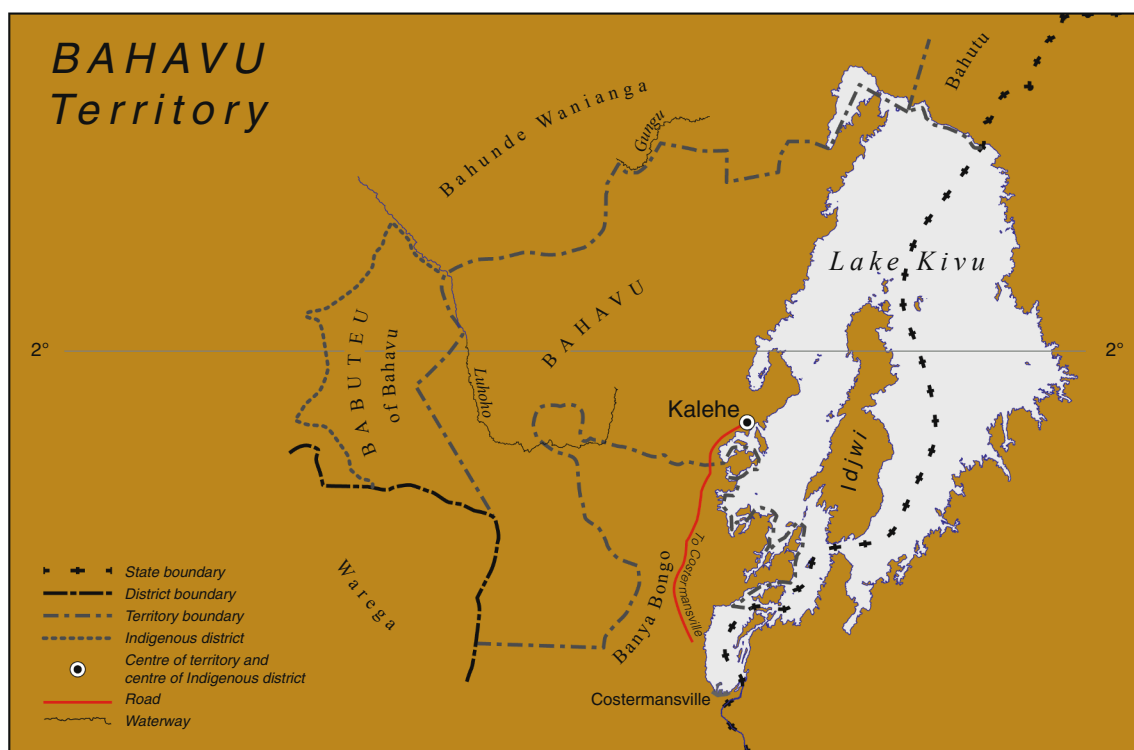 BAHAVU
Territory
Bahutu
Bahunde Wanianga
Gungu
Lake Kivu
BAHAVU
2°
2°
BABUTEU
of Bahavu
Luhoho
Kalehe
Idjwi
To Costermansville
Banya Bongo
Warega
Costermansville
State boundary
District boundary
Territory boundary
Indigenous district
Centre of territory and
centre of Indigenous district
Road
Waterway